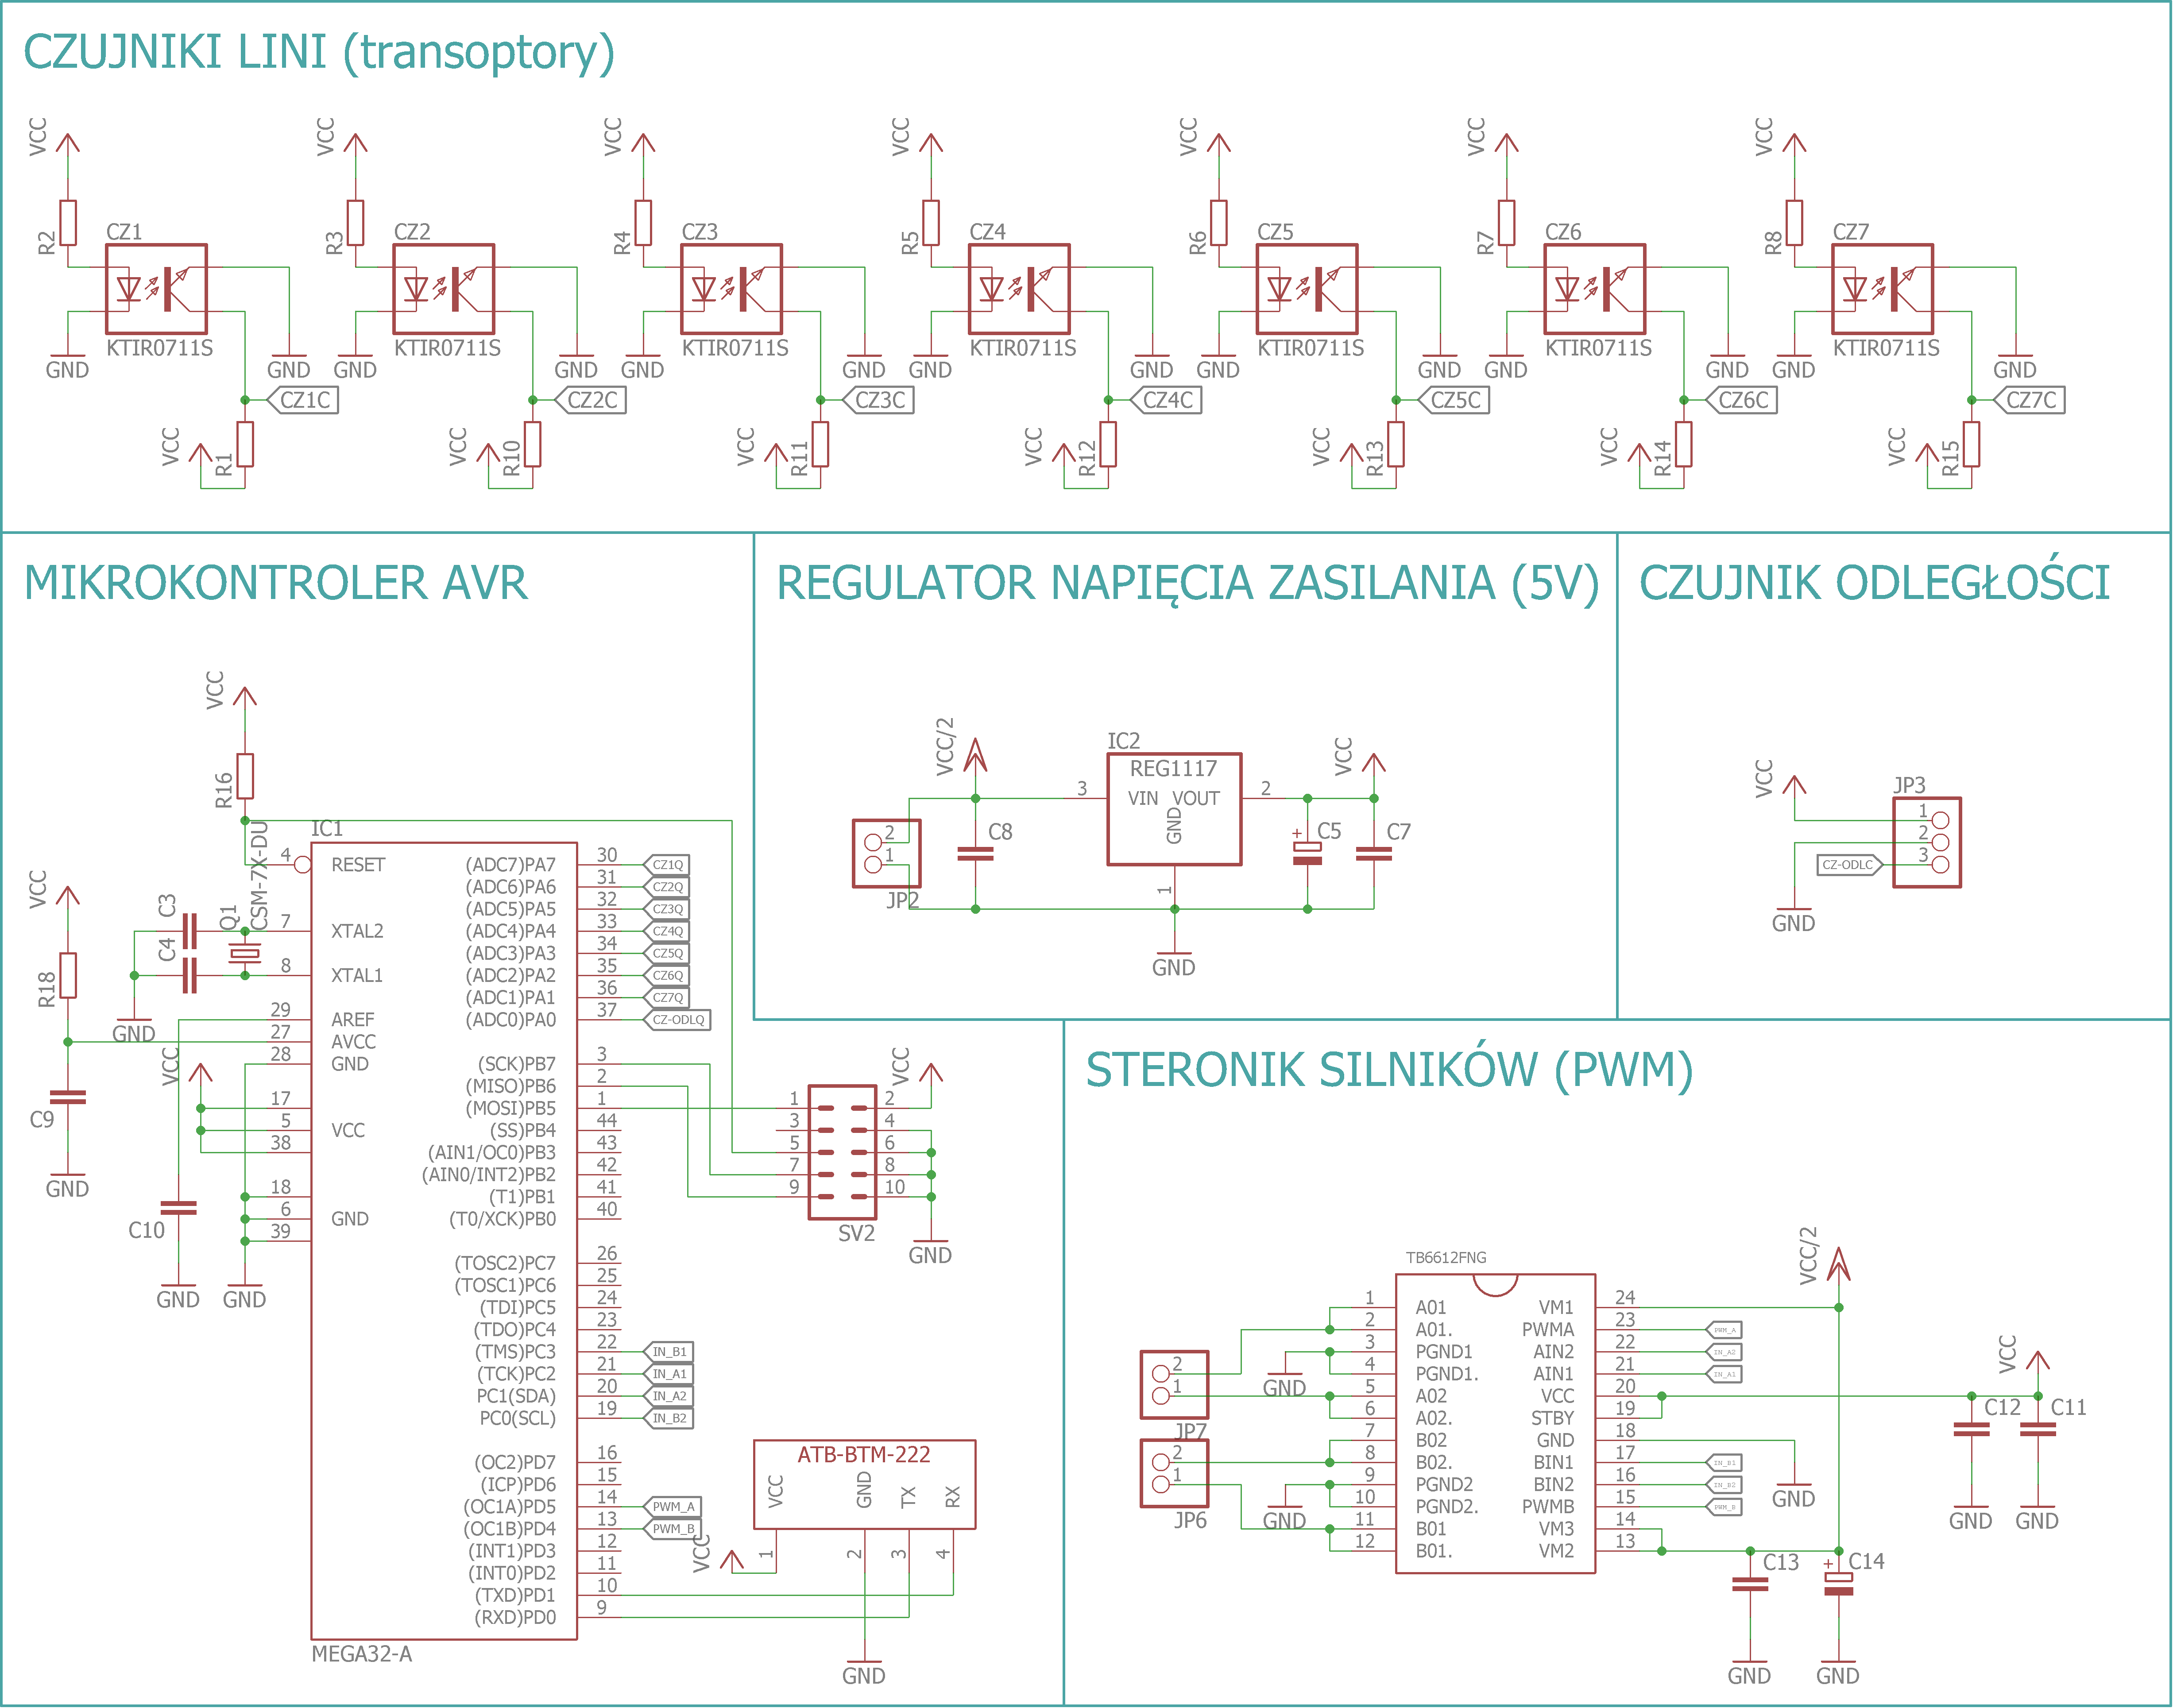 CZUJNIKI LINI (transoptory)
VCC VCC VCC VCC VCC VCC VCC
R2 R3 R4 R5 R6 R7 R8
CZ1 CZ2 CZ3 CZ4 CZ5 CZ6 CZ7
KTIR0711S KTIR0711S KTIR0711S KTIR0711S KTIR0711S KTIR0711S KTIR0711S
GND GND GND GND GND GND GND GND GND GND GND GND GND GND
CZ1C CZ2C CZ3C CZ4C CZ5C CZ6C CZ7C
VCC R1 VCC R10 VCC R11 VCC R12 VCC R13 VCC R14 VCC R15
MIKROKONTROLER AVR
VCC
R16
IC1
CSM-7X-DU
Q1
4 RESET (ADC7)PA7 30 CZ1Q
(ADC6)PA6 31 CZ2Q
(ADC5)PA5 32 CZ3Q
VCC C3 7 XTAL2 (ADC4)PA4 33 CZ4Q
C4 (ADC3)PA3 34 CZ5Q
R18 8 XTAL1 (ADC2)PA2 35 CZ6Q
(ADC1)PA1 36 CZ7Q
GND 29 AREF (ADC0)PA0 37 CZ-ODLQ
27 AVCC
VCC 28 GND (SCK)PB7 3
(MISO)PB6 2
C9 17 (MOSI)PB5 1
5 VCC (SS)PB4 44
38 (AIN1/OC0)PB3 43
GND (AIN0/INT2)PB2 42
18 (T1)PB1 41
C10 6 GND (T0/XCK)PB0 40
39
GND GND
(TOSC2)PC7 26
(TOSC1)PC6 25
(TDI)PC5 24
(TDO)PC4 23
(TMS)PC3 22 IN_B1
(TCK)PC2 21 IN_A1
PC1(SDA) 20 IN_A2
PC0(SCL) 19 IN_B2
(OC2)PD7 16
(ICP)PD6 15
(OC1A)PD5 14 PWM_A
(OC1B)PD4 13 PWM_B
(INT1)PD3 12
(INT0)PD2 11
(TXD)PD1 10
(RXD)PD0 9
MEGA32-A
VCC
1 2
3 4
5 6
7 8
9 10
SV2
GND
ATB-BTM-222
VCC GND TX RX
VCC 1 2 3 4
GND
REGULATOR NAPIĘCIA ZASILANIA (5V)
VCC/2 IC2 VCC
REG1117
3 VIN VOUT 2
GND
2
1
JP2
C8 + C5 C7
1
GND
CZUJNIK ODLEGŁOŚCI
VCC JP3
1
2
CZ-ODLC 3
GND
STERONIK SILNIKÓW (PWM)
TB6612FNG VCC/2
1 A01 VM1 24
2 A01. PWMA 23 PWM_A
3 PGND1 AIN2 22 IN_A2
4 PGND1. AIN1 21 IN_A1
5 A02 VCC 20
6 A02. STBY 19
7 B02 GND 18
8 B02. BIN1 17 IN_B1
9 PGND2 BIN2 16 IN_B2
10 PGND2. PWMB 15 PWM_B
11 B01 VM3 14
12 B01. VM2 13
2
1
GND
JP7
2
1
GND
JP6
VCC
C12 C11
GND GND GND
C13 + C14
GND GND